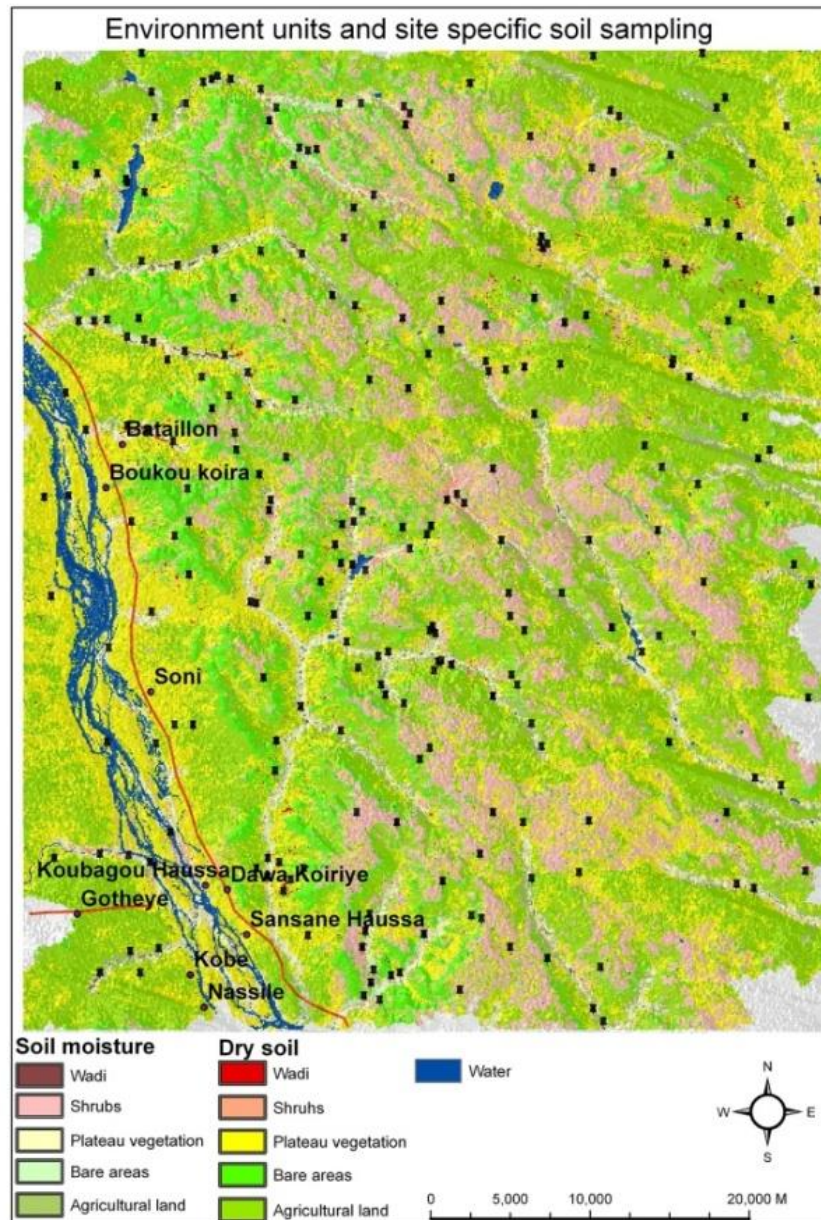 Environment units and site specific soil sampling
Bataillon
Boukou koira
Soni
Koubagou Haussa
Dawa Koiriye
Gotheye
Sansane Haussa
Kobe
Nassile
Soil moisture
Wadi
Shrubs
Plateau vegetation
Bare areas
Agricultural land
Dry soil
Wadi
Shruhs
Plateau vegetation
Bare areas
Agricultural land
Water
N
W E
S
0 5,000 10,000 20,000 M